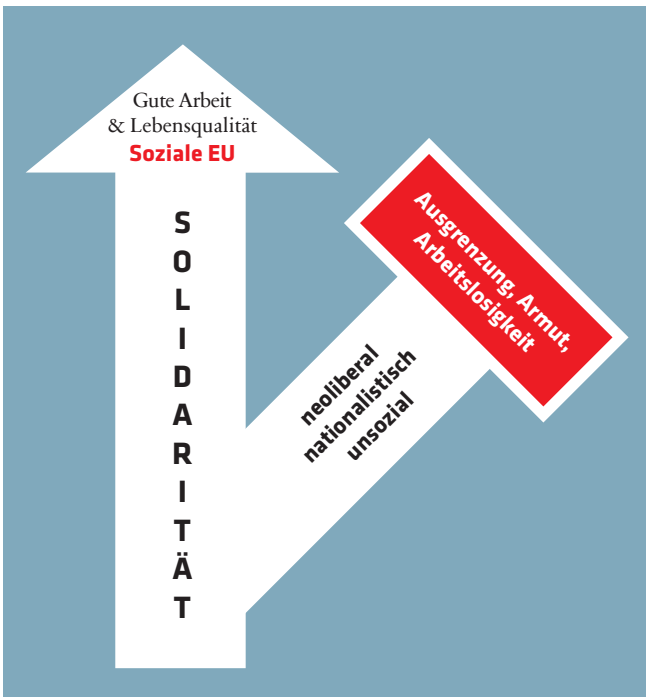 Gute Arbeit
& Lebensqualität
Soziale EU
S
O
L
I
D
A
R
I
T
Ä
T
neoliberal
nationalistisch
unsozial
Ausgrenzung, Armut,
Arbeitslosigkeit